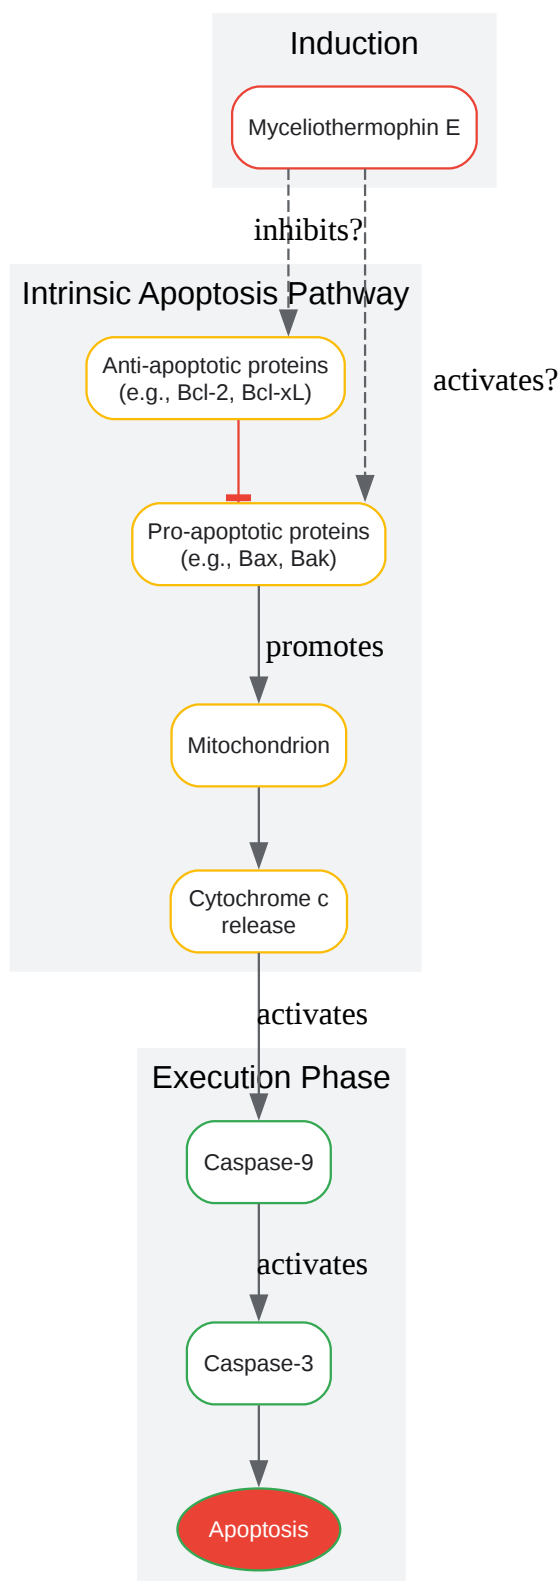 Induction
Myceliothermophin E
inhibits?
Intrinsic Apoptosis Pathway
Anti-apoptotic proteins
(e.g., Bcl-2, Bcl-xL)
activates?
Pro-apoptotic proteins
(e.g., Bax, Bak)
promotes
Mitochondrion
Cytochrome c
release
activates
Execution Phase
Caspase-9
activates
Caspase-3
Apoptosis